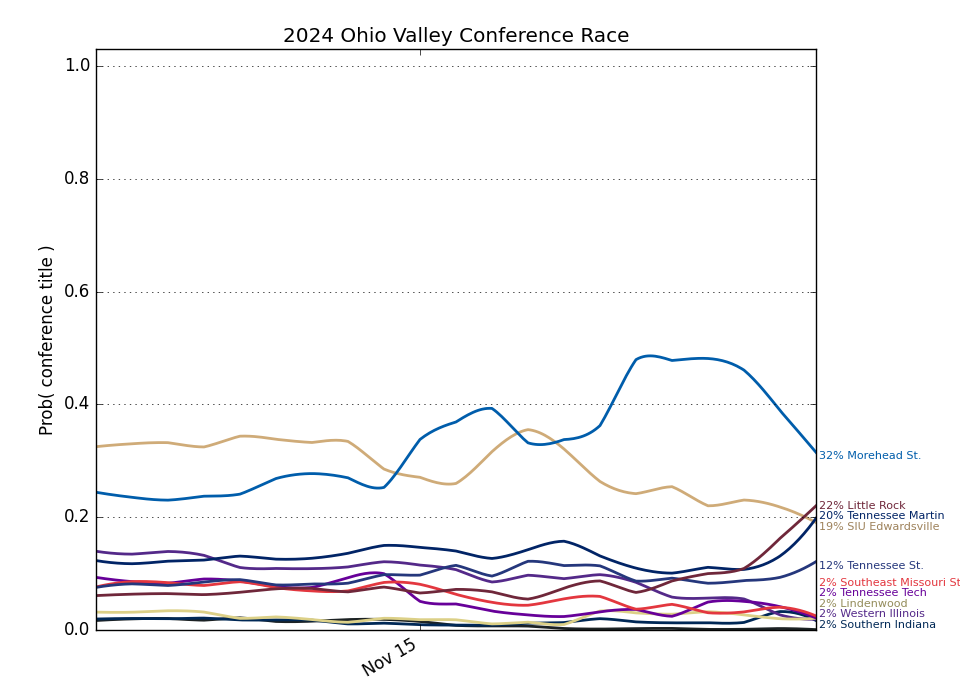 2024 Ohio Valley Conference Race
Prob( conference title )
1.0
0.8
0.6
0.4
0.2
0.0
Nov 15
32% Morehead St.
22% Little Rock
20% Tennessee Martin
19% SIU Edwardsville
12% Tennessee St.
2% Southeast Missouri St
2% Tennessee Tech
2% Lindenwood
2% Western Illinois
2% Southern Indiana